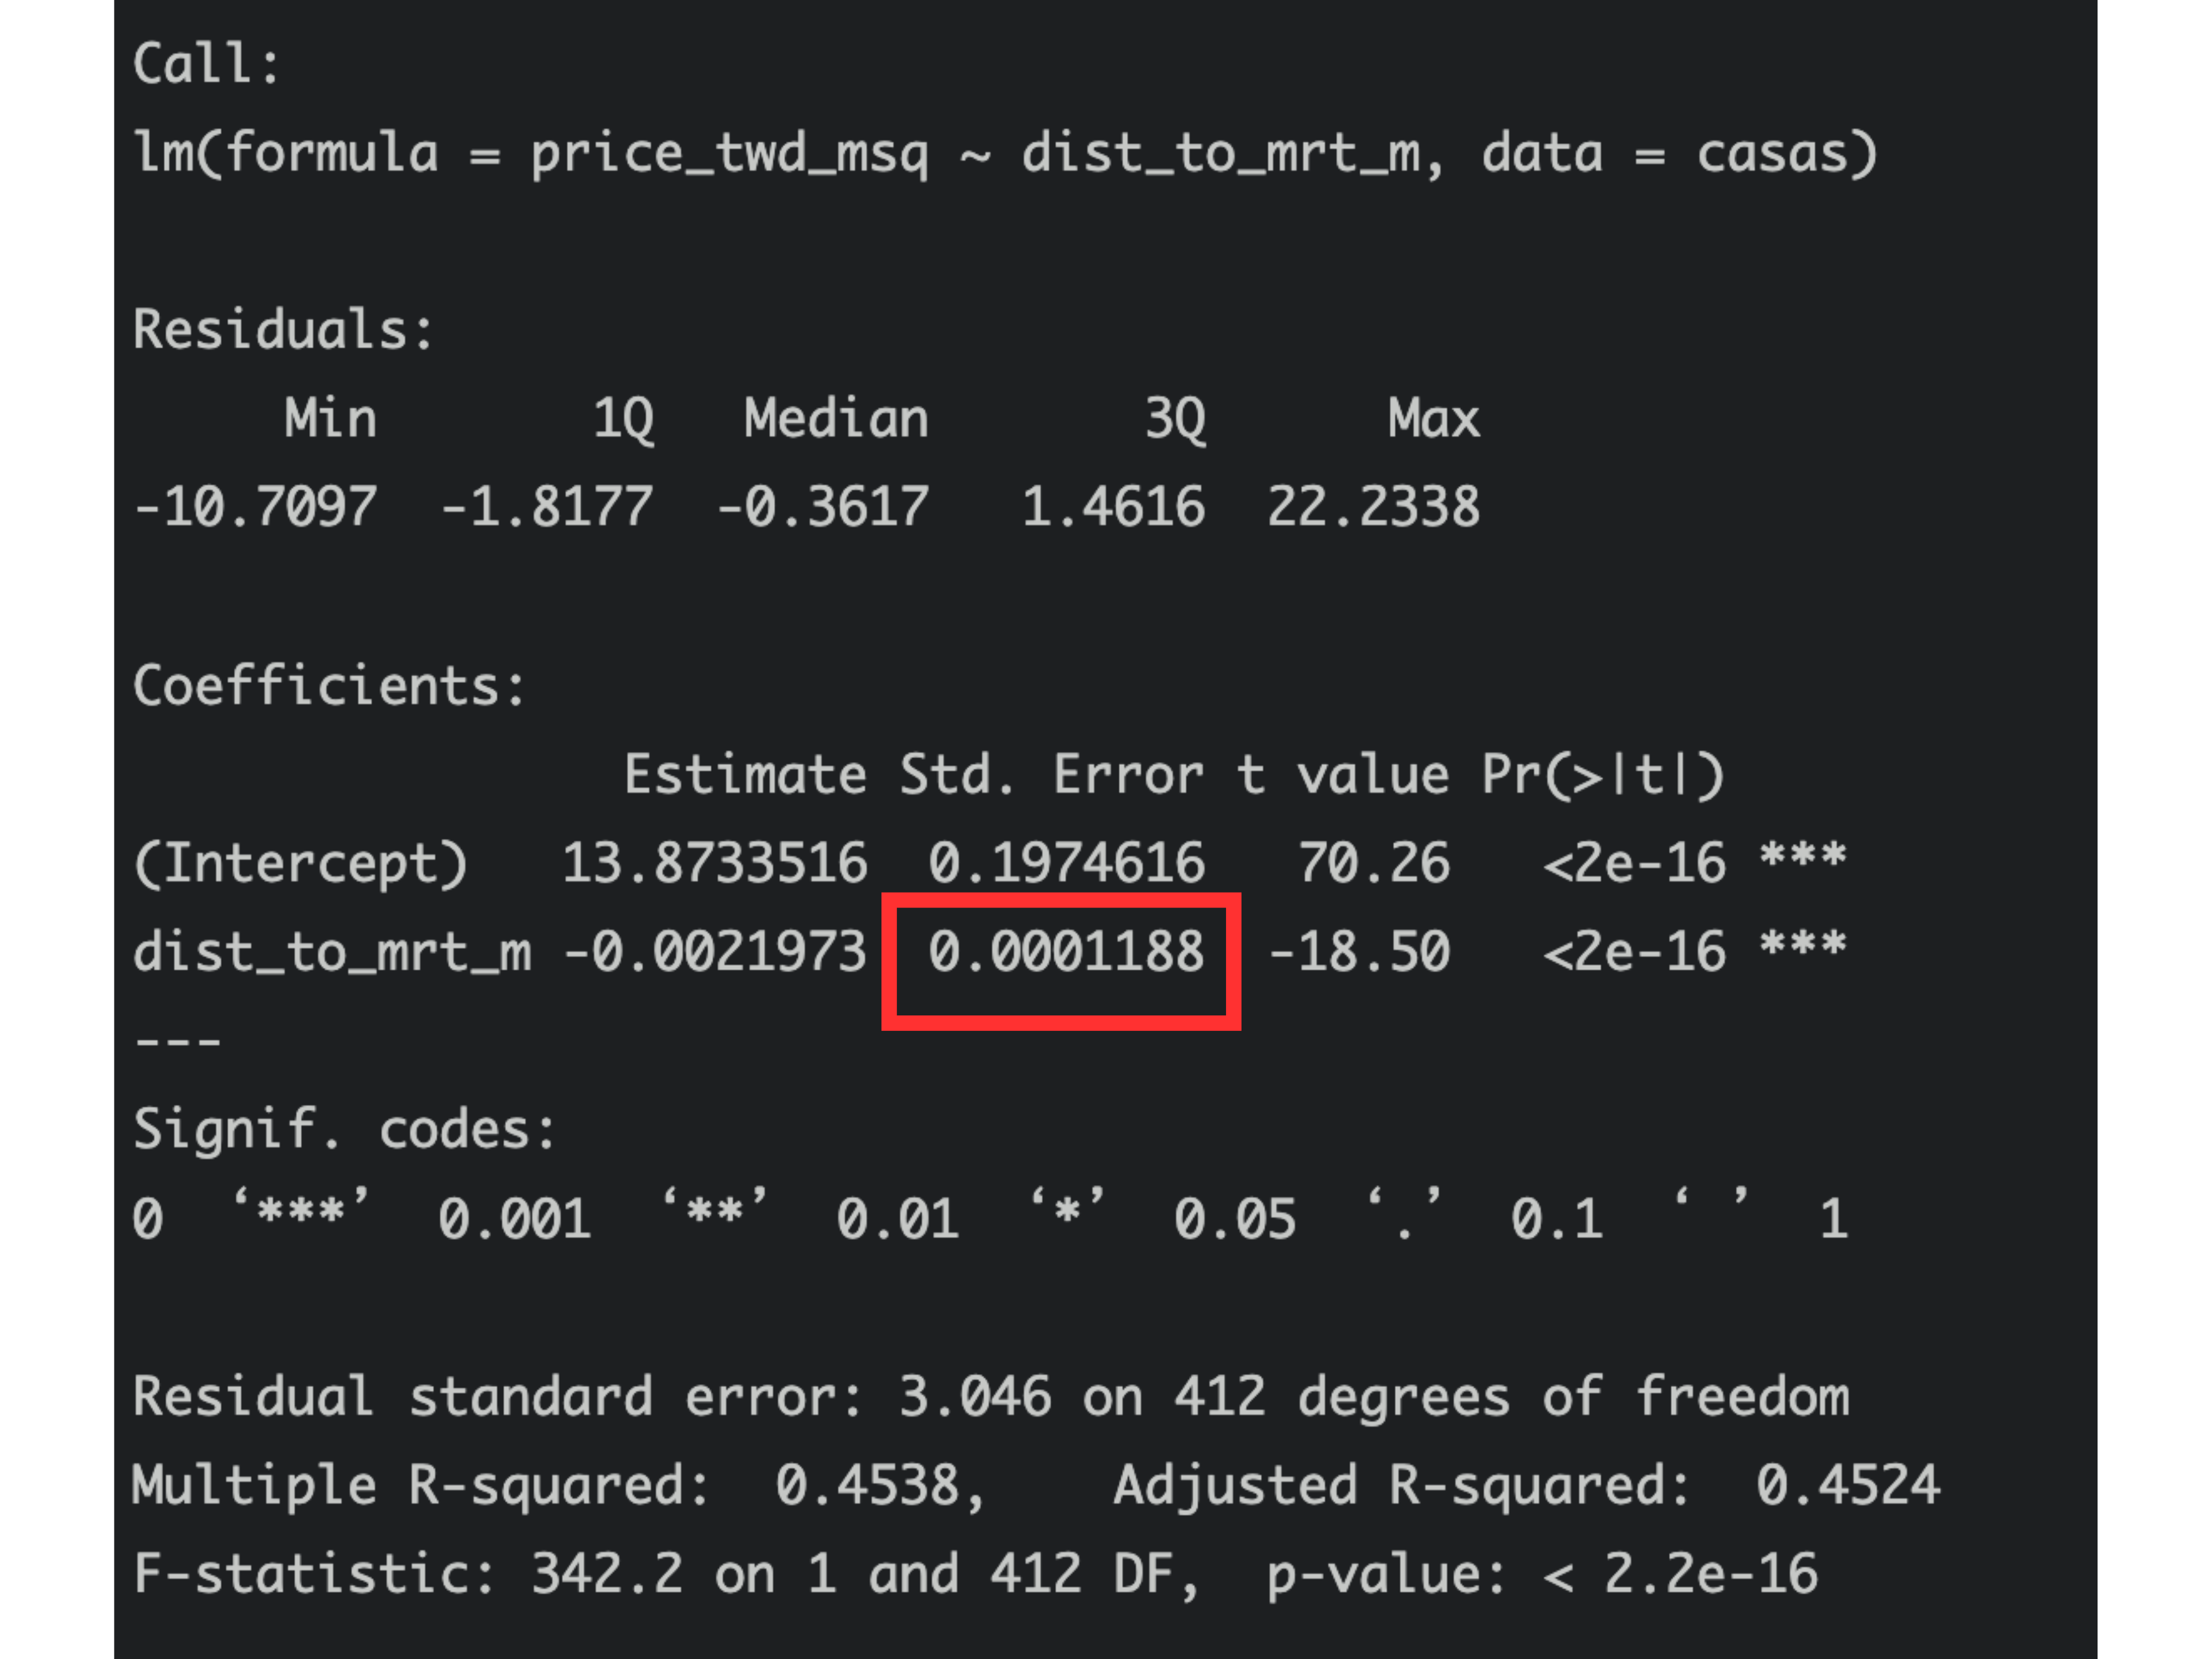 Call:
lm(formula = price_twd_msq ~ dist_to_mrt_m, data = casas)
Residuals:
Min 1Q Median 3Q Max
-10.7097 -1.8177 -0.3617 1.4616 22.2338
Coefficients:
Estimate Std. Error t value Pr(>|t|)
(Intercept) 13.8733516 0.1974616 70.26 <2e-16 ***
dist_to_mrt_m -0.0021973 0.0001188 -18.50 <2e-16 ***
---
Signif. codes:
0 ‘***’ 0.001 ‘**’ 0.01 ‘*’ 0.05 ‘.’ 0.1 ‘ ’ 1
Residual standard error: 3.046 on 412 degrees of freedom
Multiple R-squared: 0.4538, Adjusted R-squared: 0.4524
F-statistic: 342.2 on 1 and 412 DF, p-value: < 2.2e-16